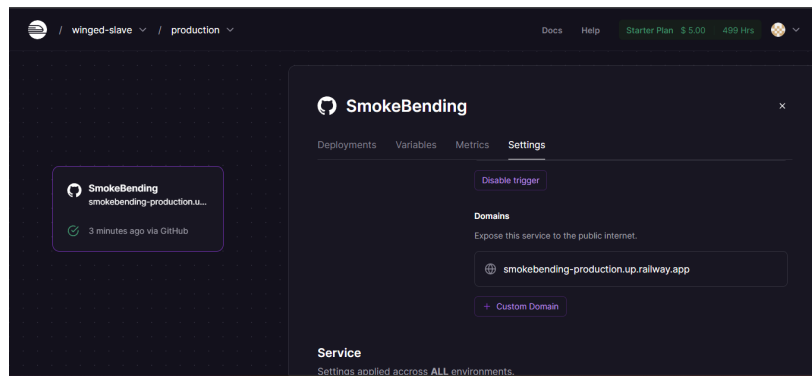 / winged-slave / production
Docs Help Starter Plan $ 5.00 499 Hrs
SmokeBending
Deployments Variables Metrics Settings
Disable trigger
SmokeBending
smokebending-production.u...
3 minutes ago via GitHub
Domains
Expose this service to the public internet.
smokebending-production.up.railway.app
+ Custom Domain
Service
Settings applied accross ALL environments.